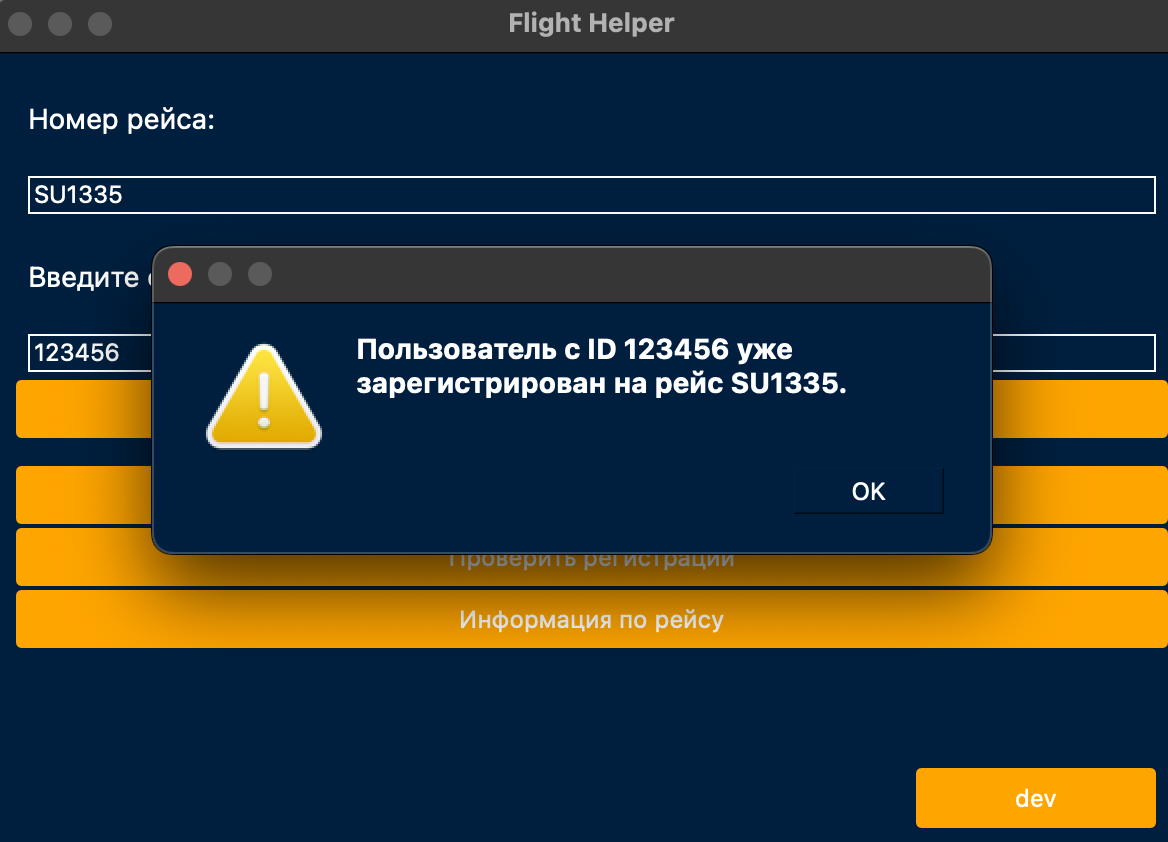 Flight Helper
Номер рейса:
SU1335
Введите
123456
Пользователь с ID 123456 уже
зарегистрирован на рейс SU1335.
OK
Проверить регистрации
Информация по рейсу
dev